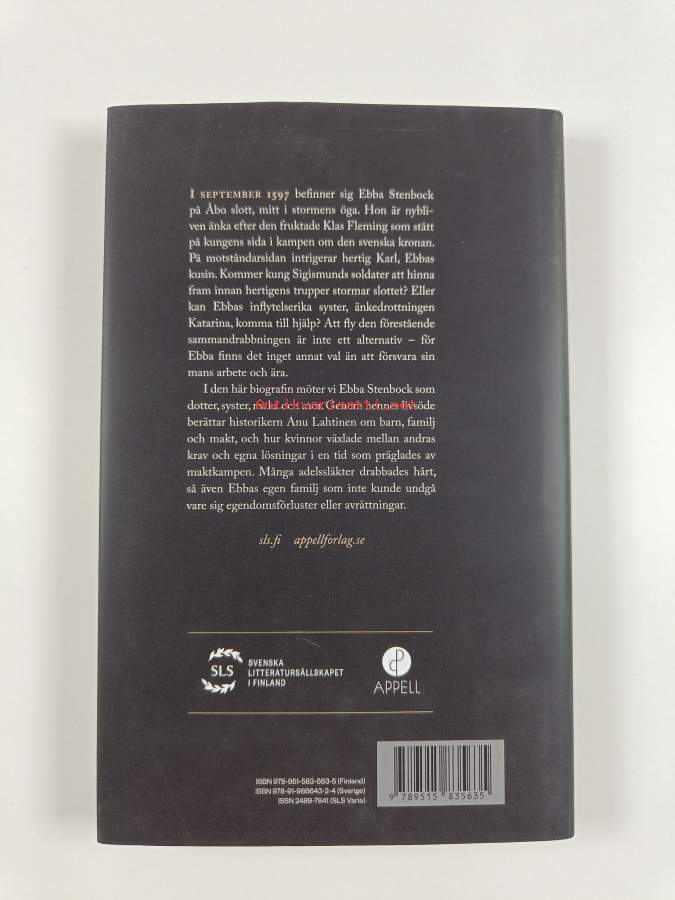 I SEPTEMBER 1597 befinner sig Ebba Stenbock
på Åbo slott, mitt i stormens öga. Hon är nybli-
ven änka efter den fruktade Klas Fleming som stått
på kungens sida i kampen om den svenska kronan.
På motståndarsidan intrigerar hertig Karl, Ebbas
kusin. Kommer kung Sigismunds soldater att hinna
fram innan hertigens trupper stormar slottet? Eller
kan Ebbas inflytelserika syster, änkedrottningen
Katarina, komma till hjälp? Att fly den förestående
sammandrabbningen är inte ett alternativ – för
Ebba finns det inget annat val än att försvara sin
mans arbete och ära.
I den här biografin möter vi Ebba Stenbock som
dotter, syster, maka och mor. Genom hennes livsöde
berättar historikern Anu Lahtinen om barn, familj
och makt, och hur kvinnor växlade mellan andras
krav och egna lösningar i en tid som präglades av
maktkampen. Många adelssläkter drabbades hårt,
så även Ebbas egen familj som inte kunde undgå
vare sig egendomsförluster eller avrättningar.
sls.fi appellforlag.se
SLS
SVENSKA
LITTERATURSÄLLSKAPET
I FINLAND
APPELL
ISBN 978-951-583-563-5 (Finland)
ISBN 978-91-986643-2-4 (Sverige)
ISSN 2489-7841 (SLS Varia)
9 789515 835635